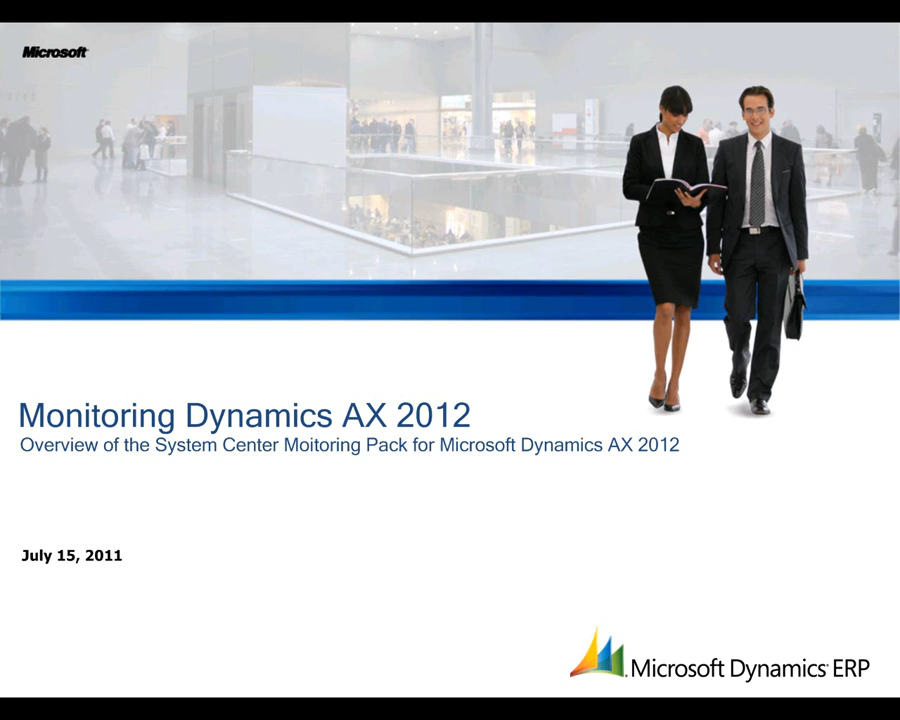 Microsoft
Monitoring Dynamics AX 2012
Overview of the System Center Moitoring Pack for Microsoft Dynamics AX 2012
July 15, 2011
Microsoft Dynamics ERP